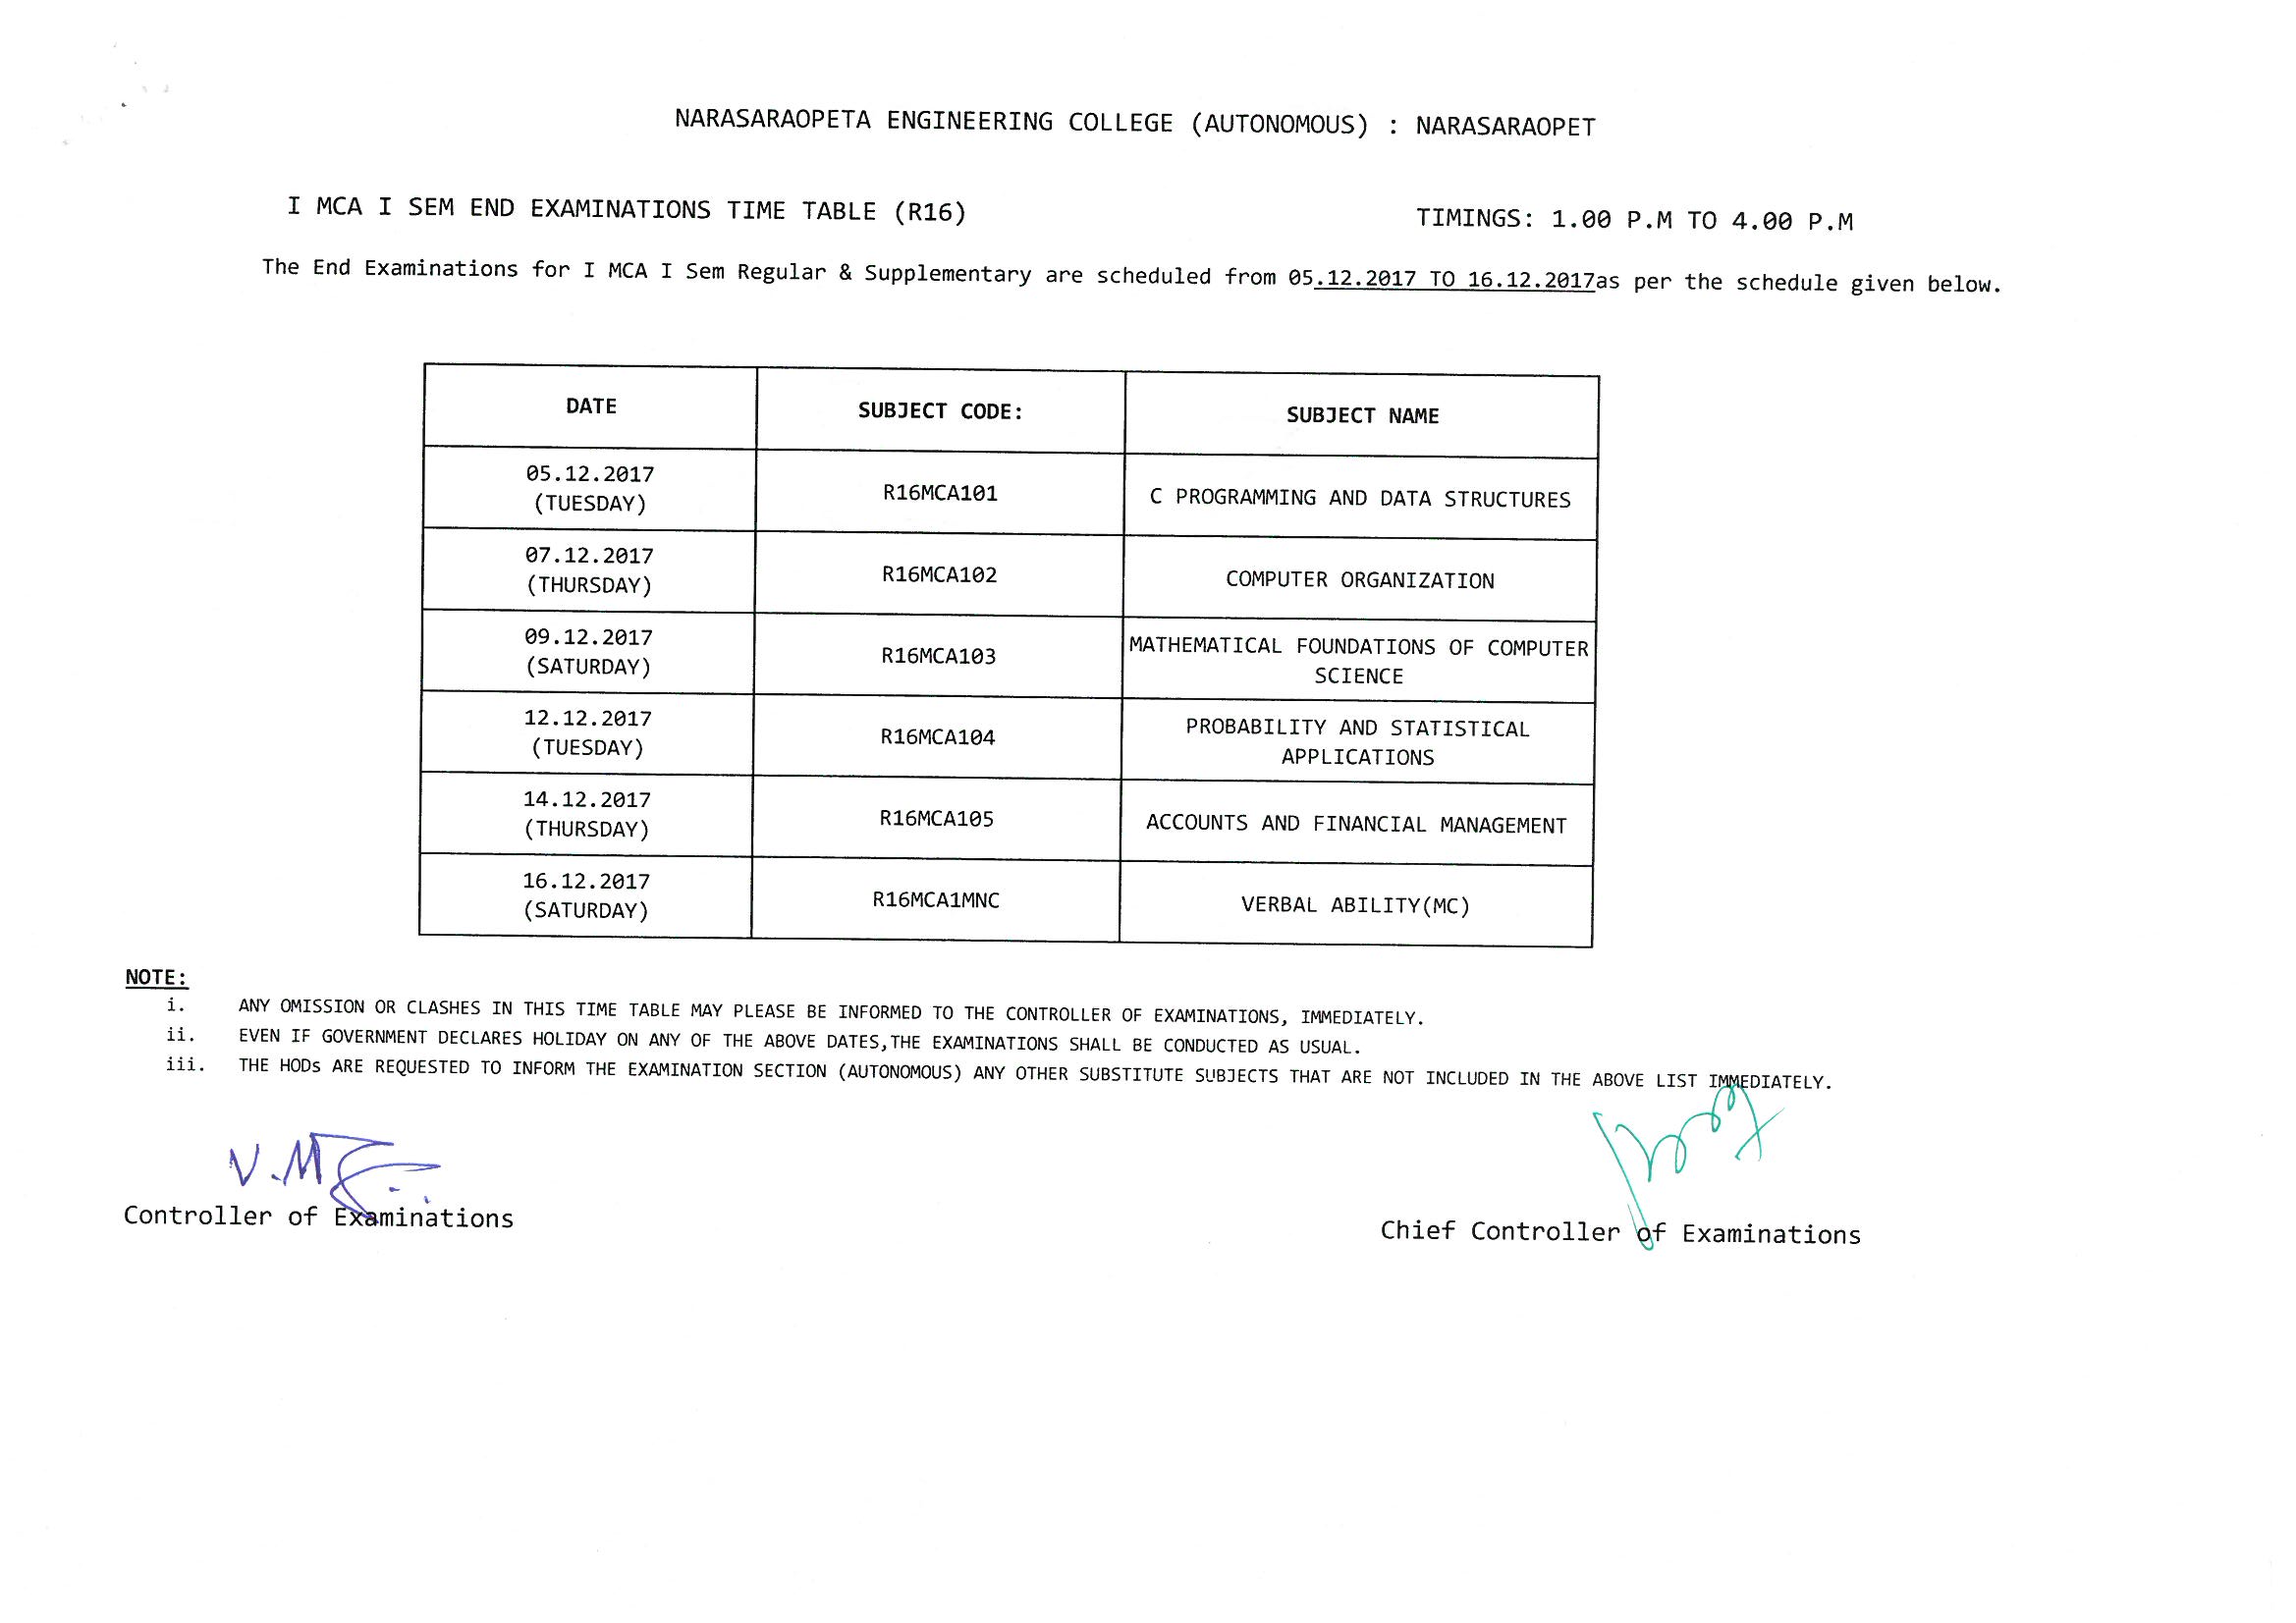 NARASARAOPETA ENGINEERING COLLEGE (AUTONOMOUS) : NARASARAOPET
I MCA I SEM END EXAMINATIONS TIME TABLE (R16)
TIMINGS: 1.00 P.M TO 4.00 P.M
The End Examinations for I MCA I Sem Regular & Supplementary are scheduled from 05.12.2017 TO 16.12.2017as per the schedule given below.
DATE SUBJECT CODE: SUBJECT NAME
05.12.2017
(TUESDAY)
R16MCA101
C PROGRAMMING AND DATA STRUCTURES
07.12.2017
(THURSDAY)
R16MCA102
COMPUTER ORGANIZATION
09.12.2017
(SATURDAY)
R16MCA103
MATHEMATICAL FOUNDATIONS OF COMPUTER
SCIENCE
12.12.2017
(TUESDAY)
R16MCA104
PROBABILITY AND STATISTICAL
APPLICATIONS
14.12.2017
(THURSDAY)
R16MCA105
ACCOUNTS AND FINANCIAL MANAGEMENT
16.12.2017
(SATURDAY)
R16MCA1MNC
VERBAL ABILITY(MC)
NOTE:
i. ANY OMISSION OR CLASHES IN THIS TIME TABLE MAY PLEASE BE INFORMED TO THE CONTROLLER OF EXAMINATIONS, IMMEDIATELY.
ii. EVEN IF GOVERNMENT DECLARES HOLIDAY ON ANY OF THE ABOVE DATES,THE EXAMINATIONS SHALL BE CONDUCTED AS USUAL.
iii. THE HODs ARE REQUESTED TO INFORM THE EXAMINATION SECTION (AUTONOMOUS) ANY OTHER SUBSTITUTE SUBJECTS THAT ARE NOT INCLUDED IN THE ABOVE LIST IMMEDIATELY.
Controller of Examinations
Chief Controller of Examinations